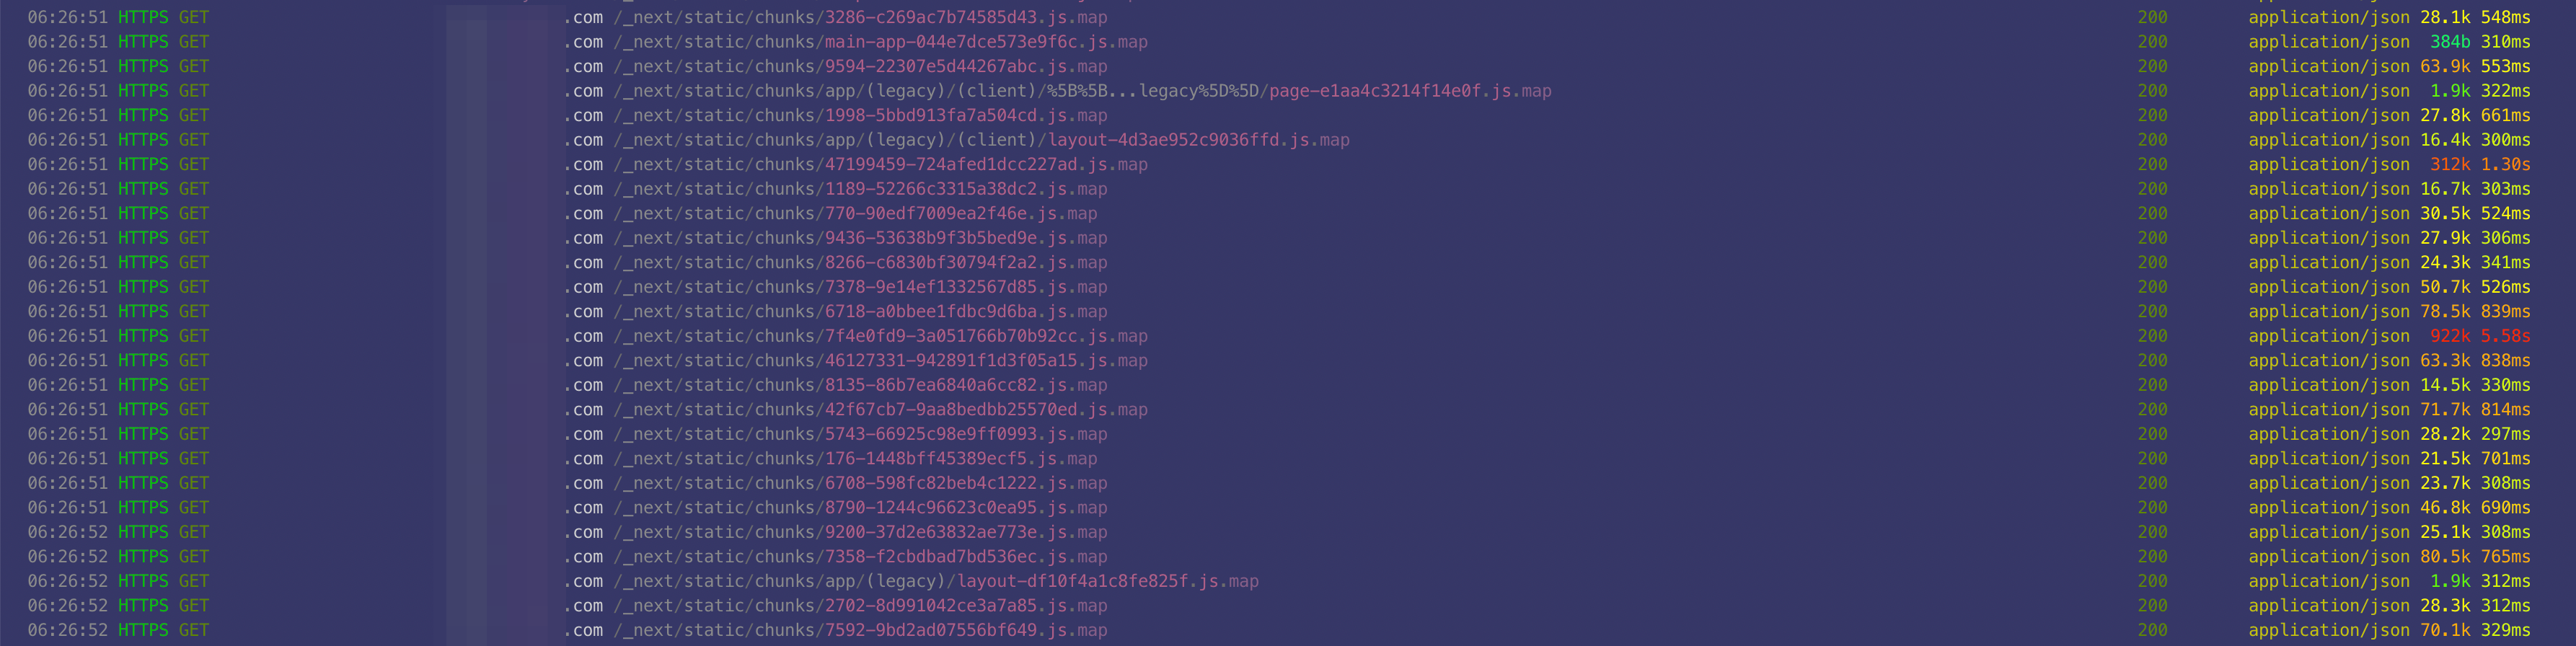 06:26:51 HTTPS GET .com /_next/static/chunks/3286-c269ac7b74585d43.js.map 200 application/json 28.1k 548ms
06:26:51 HTTPS GET .com /_next/static/chunks/main-app-044e7dce573e9f6c.js.map 200 application/json 384b 310ms
06:26:51 HTTPS GET .com /_next/static/chunks/9594-22307e5d44267abc.js.map 200 application/json 63.9k 553ms
06:26:51 HTTPS GET .com /_next/static/chunks/app/(legacy)/(client)/%5B%5B...legacy%5D%5D/page-e1aa4c3214f14e0f.js.map 200 application/json 1.9k 322ms
06:26:51 HTTPS GET .com /_next/static/chunks/1998-5bbd913fa7a504cd.js.map 200 application/json 27.8k 661ms
06:26:51 HTTPS GET .com /_next/static/chunks/app/(legacy)/(client)/layout-4d3ae952c9036ffd.js.map 200 application/json 16.4k 300ms
06:26:51 HTTPS GET .com /_next/static/chunks/47199459-724afed1dcc227ad.js.map 200 application/json 312k 1.30s
06:26:51 HTTPS GET .com /_next/static/chunks/1189-52266c3315a38dc2.js.map 200 application/json 16.7k 303ms
06:26:51 HTTPS GET .com /_next/static/chunks/770-90edf7009ea2f46e.js.map 200 application/json 30.5k 524ms
06:26:51 HTTPS GET .com /_next/static/chunks/9436-53638b9f3b5bed9e.js.map 200 application/json 27.9k 306ms
06:26:51 HTTPS GET .com /_next/static/chunks/8266-c6830bf30794f2a2.js.map 200 application/json 24.3k 341ms
06:26:51 HTTPS GET .com /_next/static/chunks/7378-9e14ef1332567d85.js.map 200 application/json 50.7k 526ms
06:26:51 HTTPS GET .com /_next/static/chunks/6718-a0bbee1fdbc9d6ba.js.map 200 application/json 78.5k 839ms
06:26:51 HTTPS GET .com /_next/static/chunks/7f4e0fd9-3a051766b70b92cc.js.map 200 application/json 922k 5.58s
06:26:51 HTTPS GET .com /_next/static/chunks/46127331-942891f1d3f05a15.js.map 200 application/json 63.3k 838ms
06:26:51 HTTPS GET .com /_next/static/chunks/8135-86b7ea6840a6cc82.js.map 200 application/json 14.5k 330ms
06:26:51 HTTPS GET .com /_next/static/chunks/42f67cb7-9aa8bedbb25570ed.js.map 200 application/json 71.7k 814ms
06:26:51 HTTPS GET .com /_next/static/chunks/5743-66925c98e9ff0993.js.map 200 application/json 28.2k 297ms
06:26:51 HTTPS GET .com /_next/static/chunks/176-1448bff45389ecf5.js.map 200 application/json 21.5k 701ms
06:26:51 HTTPS GET .com /_next/static/chunks/6708-598fc82beb4c1222.js.map 200 application/json 23.7k 308ms
06:26:51 HTTPS GET .com /_next/static/chunks/8790-1244c96623c0ea95.js.map 200 application/json 46.8k 690ms
06:26:52 HTTPS GET .com /_next/static/chunks/9200-37d2e63832ae773e.js.map 200 application/json 25.1k 308ms
06:26:52 HTTPS GET .com /_next/static/chunks/7358-f2cbdbad7bd536ec.js.map 200 application/json 80.5k 765ms
06:26:52 HTTPS GET .com /_next/static/chunks/app/(legacy)/layout-df10f4a1c8fe825f.js.map 200 application/json 1.9k 312ms
06:26:52 HTTPS GET .com /_next/static/chunks/2702-8d991042ce3a7a85.js.map 200 application/json 28.3k 312ms
06:26:52 HTTPS GET .com /_next/static/chunks/7592-9bd2ad07556bf649.js.map 200 application/json 70.1k 329ms